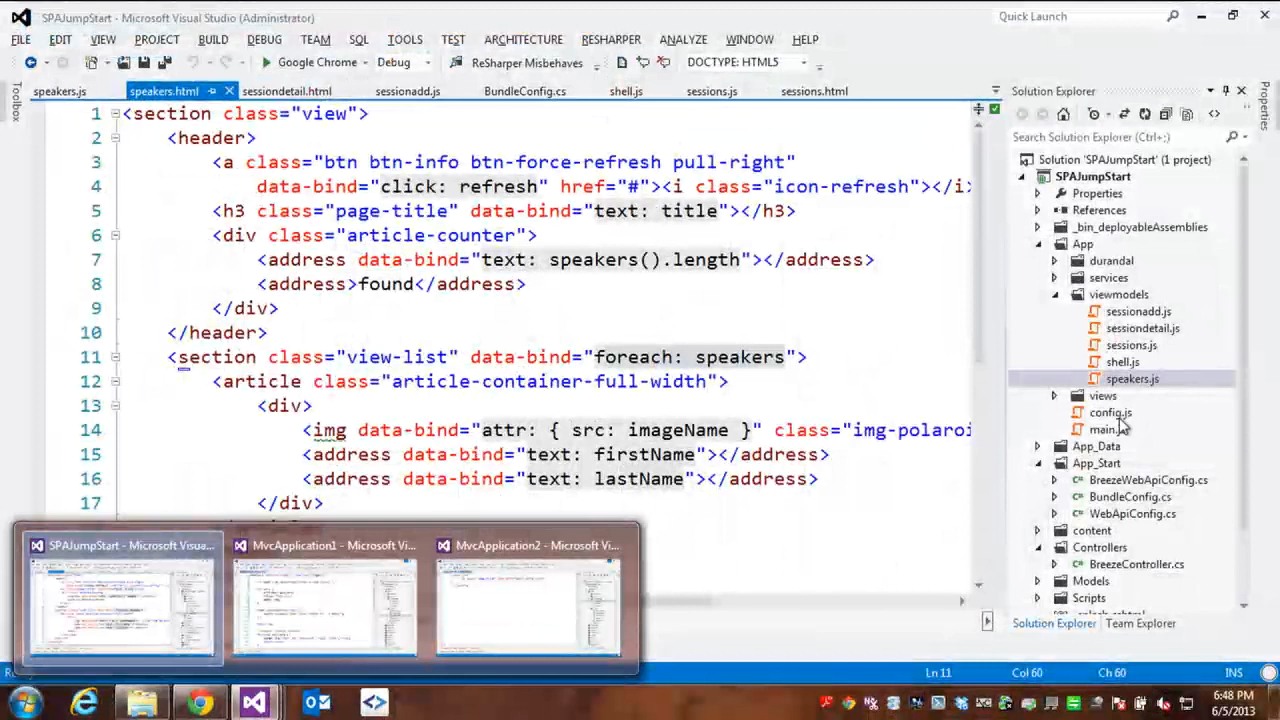 SPAJumpStart - Microsoft Visual Studio (Administrator)
Quick Launch
FILE EDIT VIEW PROJECT BUILD DEBUG TEAM SQL TOOLS TEST ARCHITECTURE RESHARPER ANALYZE WINDOW HELP
Google Chrome Debug ReSharper Misbehaves DOCTYPE: HTML5
speakers.js speakers.html sessiondetail.html sessionadd.js BundleConfig.cs shell.js sessions.js sessions.html
Toolbox
1 <section class="view">
2 <header>
3 <a class="btn btn-info btn-force-refresh pull-right"
4 data-bind="click: refresh" href="#"><i class="icon-refresh"></i
5 <h3 class="page-title" data-bind="text: title"></h3>
6 <div class="article-counter">
7 <address data-bind="text: speakers().length"></address>
8 <address>found</address>
9 </div>
10 </header>
11 <section class="view-list" data-bind="foreach: speakers">
12 <article class="article-container-full-width">
13 <div>
14 <img data-bind="attr: { src: imageName }" class="img-polaroi
15 <address data-bind="text: firstName"></address>
16 <address data-bind="text: lastName"></address>
17 </div>
Solution Explorer
Search Solution Explorer (Ctrl+;)
Solution 'SPAJumpStart' (1 project)
SPAJumpStart
Properties
References
_bin_deployableAssemblies
App
durandal
services
viewmodels
sessionadd.js
sessiondetail.js
sessions.js
shell.js
speakers.js
views
config.js
main.
App_Data
App_Start
BreezeWebApiConfig.cs
BundleConfig.cs
WebApiConfig.cs
content
Controllers
BreezeController.cs
Models
Scripts
Solution Explorer Team Explorer
Properties
SPAJumpStart - Microsoft Visua...
MvcApplication1 - Microsoft Vi...
MvcApplication2 - Microsoft Vi...
Ln 11 Col 60 Ch 60 INS
6:48 PM
6/5/2013